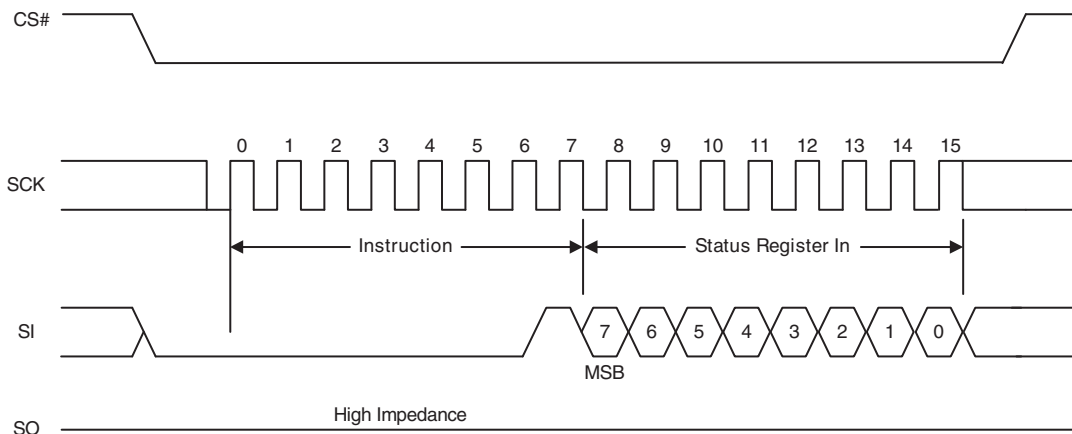 CS#
0 1 2 3 4 5 6 7 8 9 10 11 12 13 14 15
SCK
Instruction Status Register In
SI 7 6 5 4 3 2 1 0
MSB
High Impedance
SO